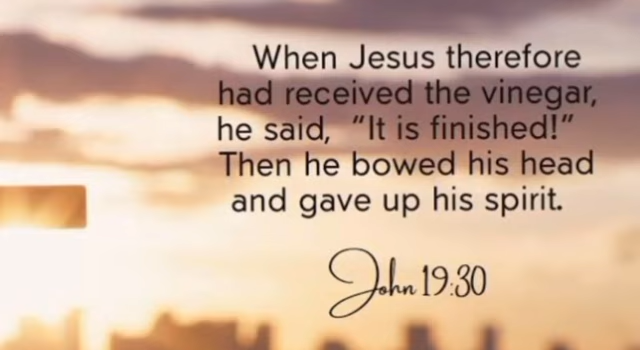 When Jesus therefore
had received the vinegar,
he said, “It is finished!”
Then he bowed his head
and gave up his spirit.
John 19:30